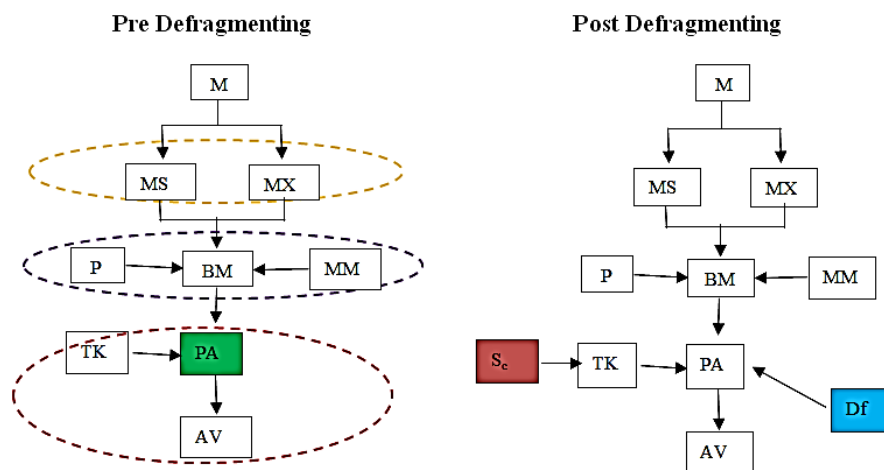 Pre Defragmenting
M
MS
MX
P
BM
MM
TK
PA
AV
Post Defragmenting
M
MS
MX
P
BM
MM
Sc
TK
PA
Df
AV